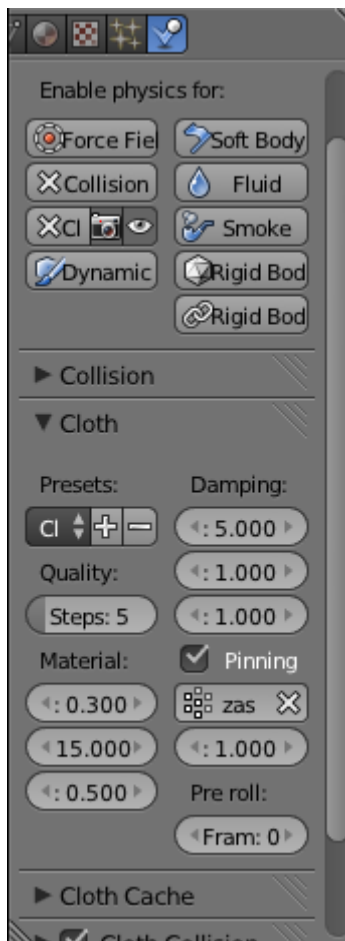 Enable physics for:
Force Fiel
Soft Body
Collision
Fluid
Cl
Smoke
Dynamic
Rigid Bod
Rigid Bod
Collision
Cloth
Presets:
Damping:
Cl
: 5.000
Quality:
: 1.000
Steps: 5
: 1.000
Material:
Pinning
: 0.300
zas
15.000
: 1.000
: 0.500
Pre roll:
Fram: 0
Cloth Cache
Cloth Collision